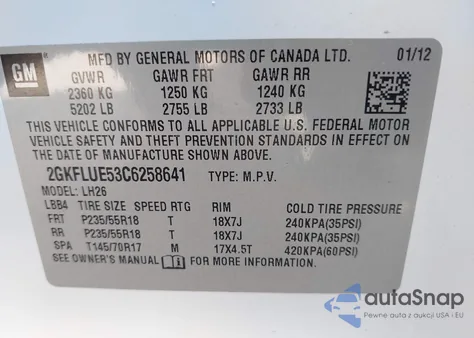 GM
MFD BY GENERAL MOTORS OF CANADA LTD. 01/12
GVWR GAWR FRT GAWR RR
2360 KG 1250 KG 1240 KG
5202 LB 2755 LB 2733 LB
THIS VEHICLE CONFORMS TO ALL APPLICABLE U.S. FEDERAL MOTOR
VEHICLE SAFETY AND THEFT PREVENTION STANDARDS IN EFFECT ON
THE DATE OF MANUFACTURE SHOWN ABOVE.
2GKFLUE53C6258641 TYPE: M.P.V.
MODEL: LH26
LBB4 TIRE SIZE SPEED RTG RIM COLD TIRE PRESSURE
FRT P235/55R18 T 18X7J 240KPA(35PSI)
RR P235/55R18 T 18X7J 240KPA(35PSI)
SPA T145/70R17 M 17X4.5T 420KPA(60PSI)
SEE OWNER'S MANUAL FOR MORE INFORMATION.
autaSnap
Pewne auta z aukcji USA i EU